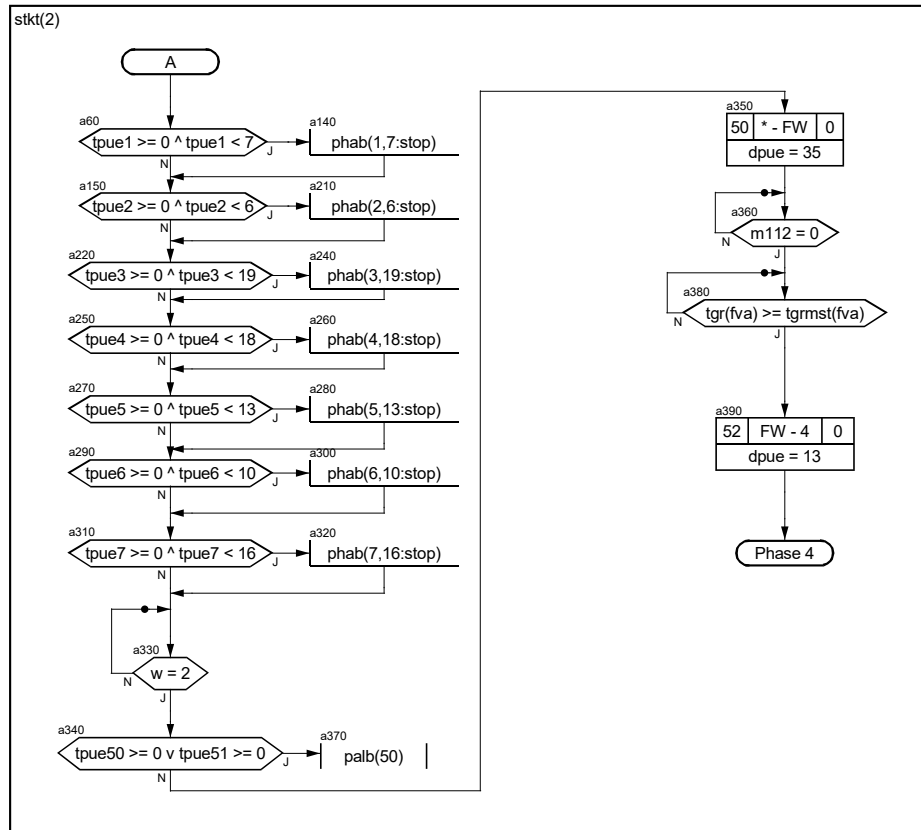 stkt(2)
A
a60
tpue1 >= 0 ^ tpue1 < 7
J
N
a140
phab(1,7:stop)
a150
tpue2 >= 0 ^ tpue2 < 6
J
N
a210
phab(2,6:stop)
a220
tpue3 >= 0 ^ tpue3 < 19
J
N
a240
phab(3,19:stop)
a250
tpue4 >= 0 ^ tpue4 < 18
J
N
a260
phab(4,18:stop)
a270
tpue5 >= 0 ^ tpue5 < 13
J
N
a280
phab(5,13:stop)
a290
tpue6 >= 0 ^ tpue6 < 10
J
N
a300
phab(6,10:stop)
a310
tpue7 >= 0 ^ tpue7 < 16
J
N
a320
phab(7,16:stop)
a330
w = 2
N
J
a340
tpue50 >= 0 v tpue51 >= 0
J
N
a370
palb(50)
a350
50 * - FW 0
dpue = 35
a360
m112 = 0
N
J
a380
tgr(fva) >= tgrmst(fva)
N
J
a390
52 FW - 4 0
dpue = 13
Phase 4